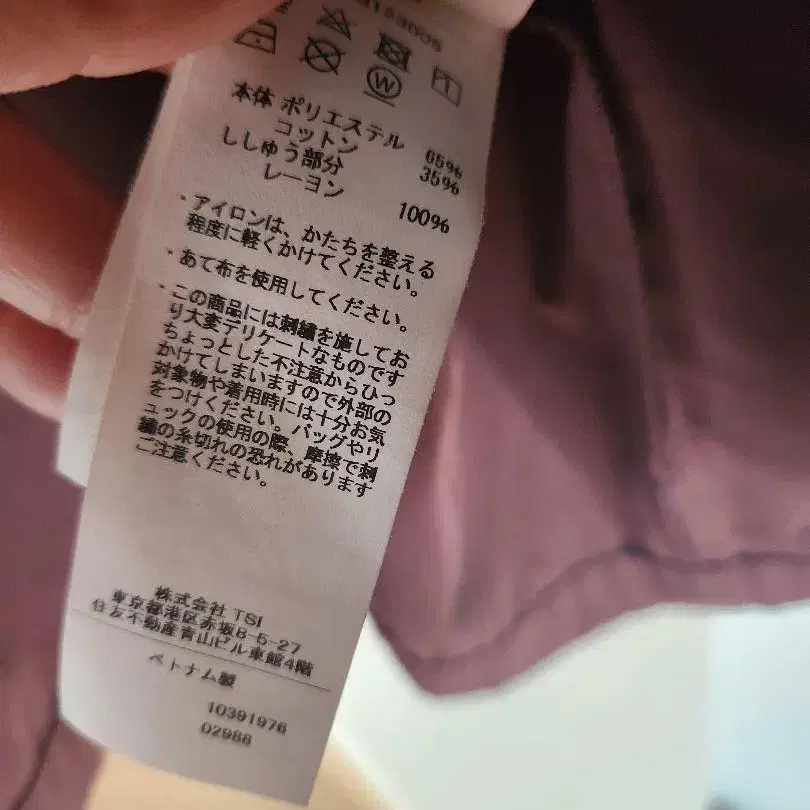 W
本体 ポリエステル 65%
コットン 35%
ししゅう部分
レーヨン 100%
・アイロンは、かたちを整える
程度に軽くかけてください。
・あて布を使用してください。
・この商品には刺繍を施してお
り大変デリケートなものです
ちょっとした不注意からひっ
かけてしまいますので外部の
対象物や着用時には十分お気
をつけください。バッグやリ
ュックの使用の際、摩擦で刺
繍の糸切れの恐れがあります
ご注意ください。
株式会社 TSI
東京都港区赤坂8-5-27
住友不動産青山ビル東館4階
ベトナム製
10391976
02986